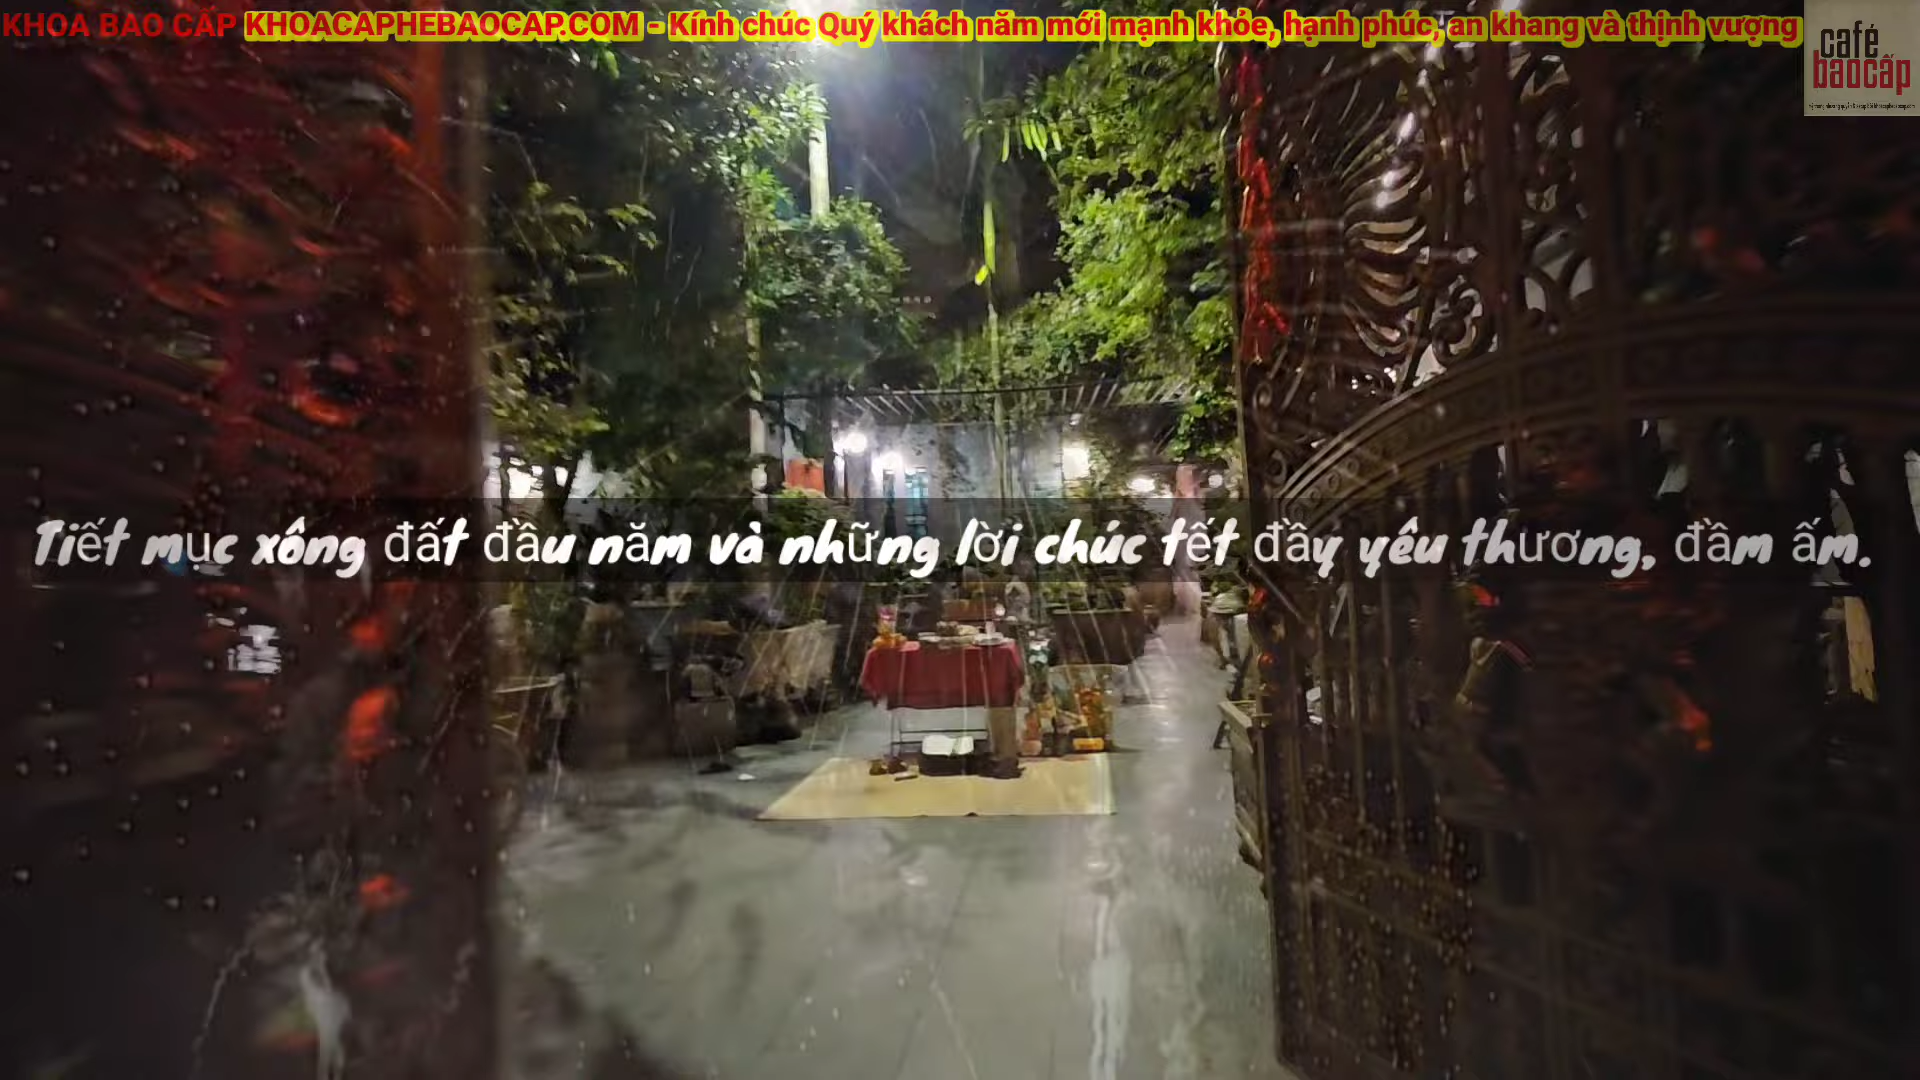 KHOA BAO CẤP KHOACAPHEBAOCAP.COM - Kính chúc Quý khách năm mới mạnh khỏe, hạnh phúc, an khang và thịnh vượng
café
baocấp
Tiết mục xông đất đầu năm và những lời chúc tết đầy yêu thương, đầm ấm.